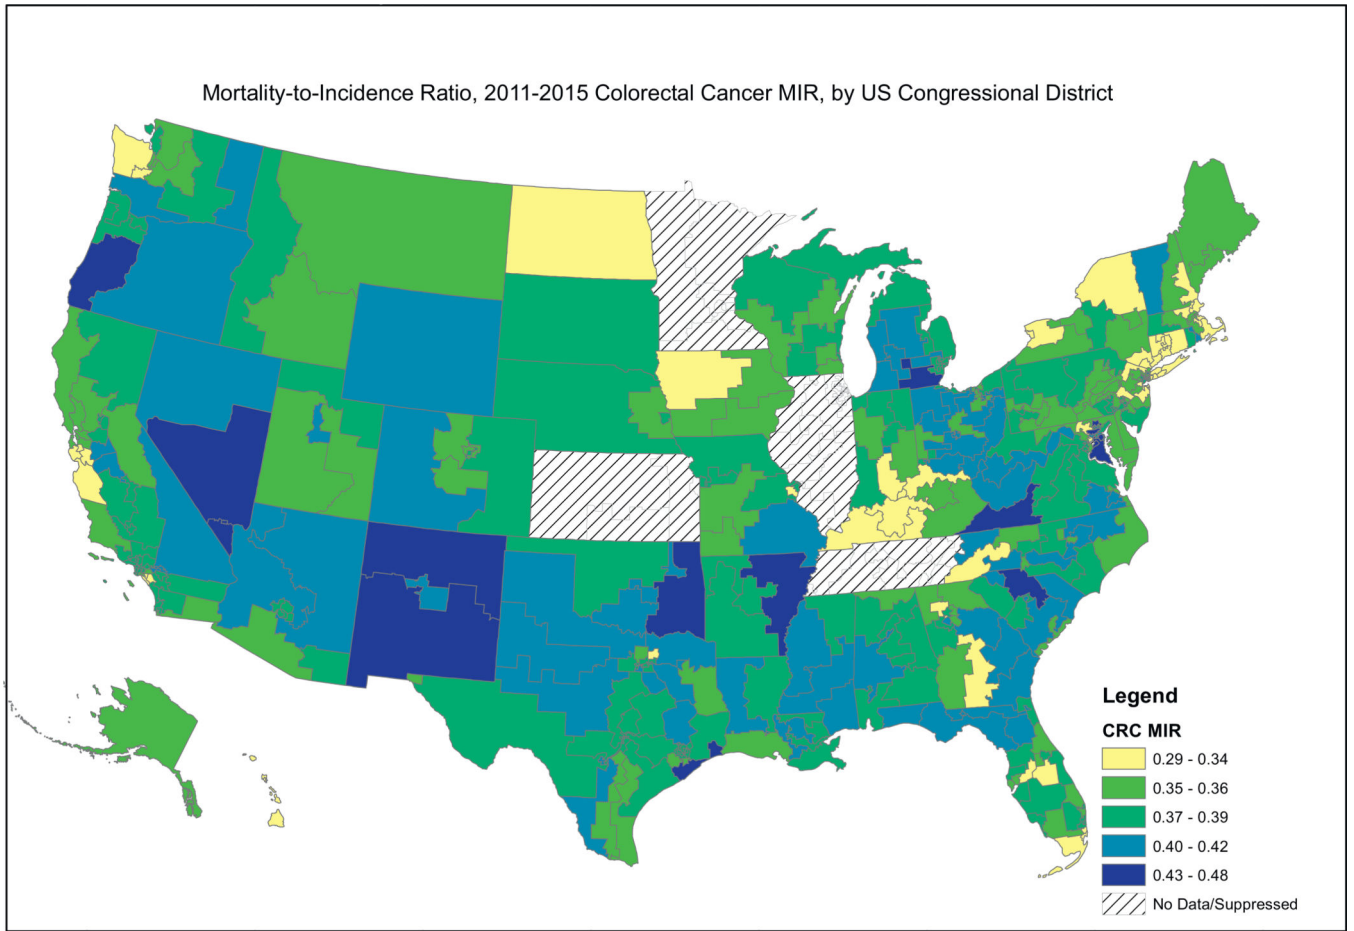 Mortality-to-Incidence Ratio, 2011-2015 Colorectal Cancer MIR, by US Congressional District
Legend
CRC MIR
0.29 - 0.34
0.35 - 0.36
0.37 - 0.39
0.40 - 0.42
0.43 - 0.48
No Data/Suppressed